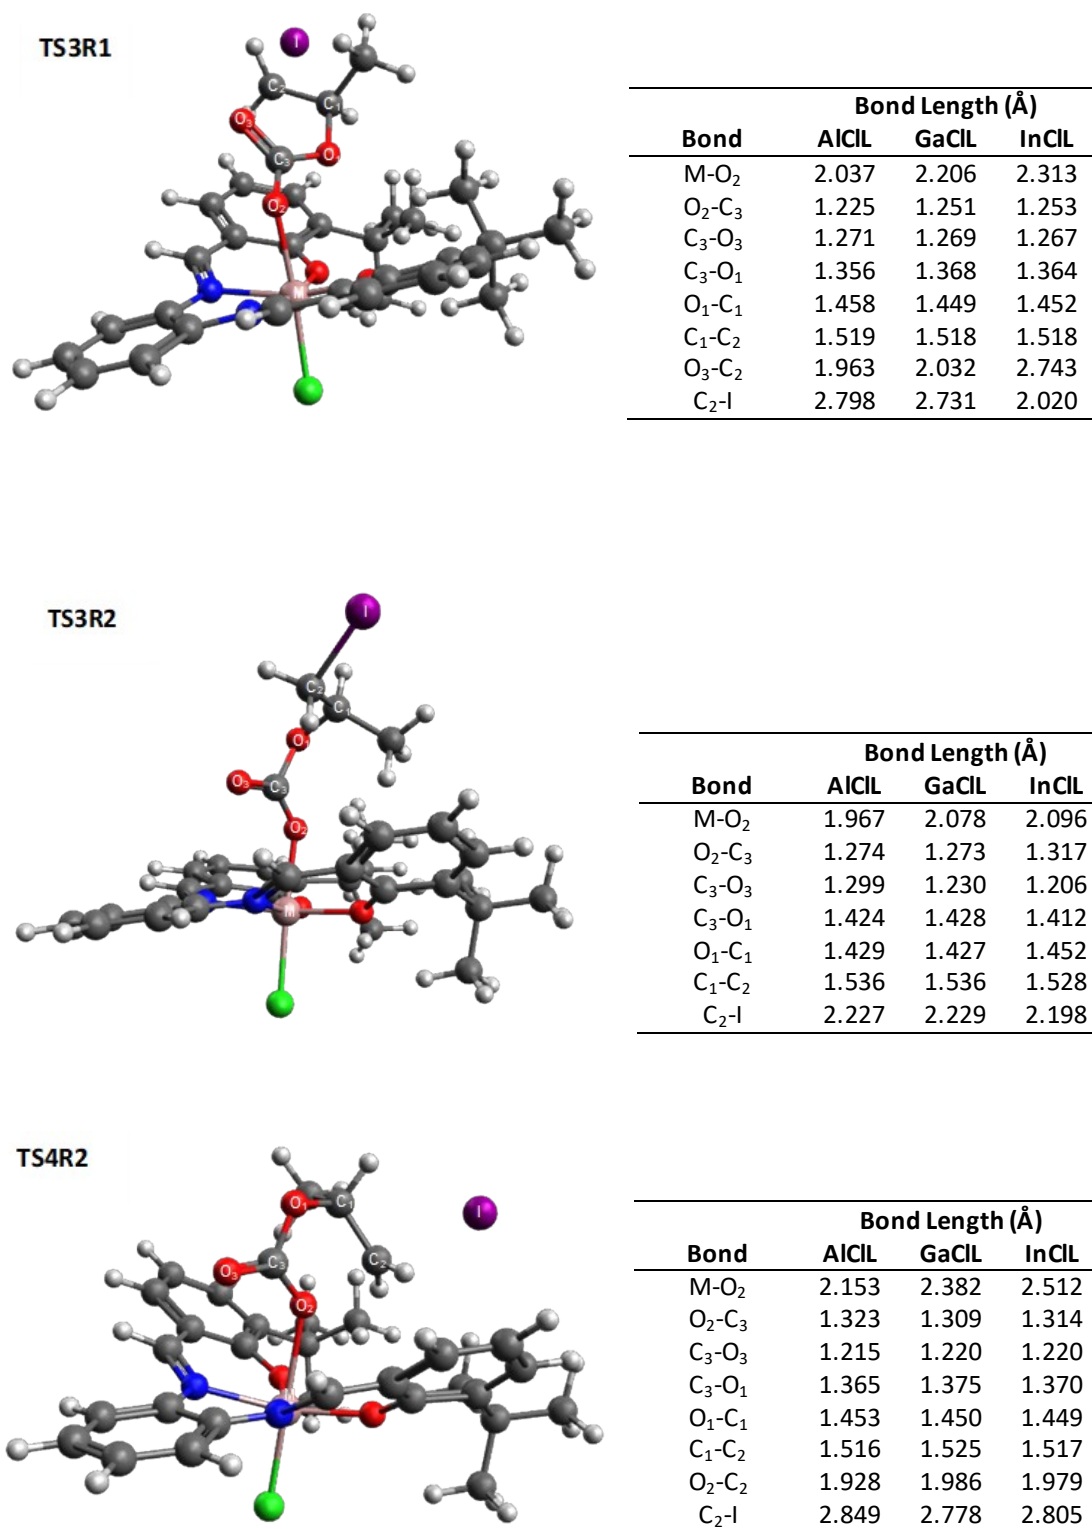 TS3R1
I
C₂
C₁
O₃
C₃
O₁
O₂
M
Bond Length (Å)
Bond AlClL GaClL InClL
M-O₂ 2.037 2.206 2.313
O₂-C₃ 1.225 1.251 1.253
C₃-O₃ 1.271 1.269 1.267
C₃-O₁ 1.356 1.368 1.364
O₁-C₁ 1.458 1.449 1.452
C₁-C₂ 1.519 1.518 1.518
O₃-C₂ 1.963 2.032 2.743
C₂-I 2.798 2.731 2.020
TS3R2
I
C₂
C₁
O₁
O₃
C₃
O₂
M
Bond Length (Å)
Bond AlClL GaClL InClL
M-O₂ 1.967 2.078 2.096
O₂-C₃ 1.274 1.273 1.317
C₃-O₃ 1.299 1.230 1.206
C₃-O₁ 1.424 1.428 1.412
O₁-C₁ 1.429 1.427 1.452
C₁-C₂ 1.536 1.536 1.528
C₂-I 2.227 2.229 2.198
TS4R2
O₁
C₁
I
C₃
C₂
O₃
O₂
Bond Length (Å)
Bond AlClL GaClL InClL
M-O₂ 2.153 2.382 2.512
O₂-C₃ 1.323 1.309 1.314
C₃-O₃ 1.215 1.220 1.220
C₃-O₁ 1.365 1.375 1.370
O₁-C₁ 1.453 1.450 1.449
C₁-C₂ 1.516 1.525 1.517
O₂-C₂ 1.928 1.986 1.979
C₂-I 2.849 2.778 2.805